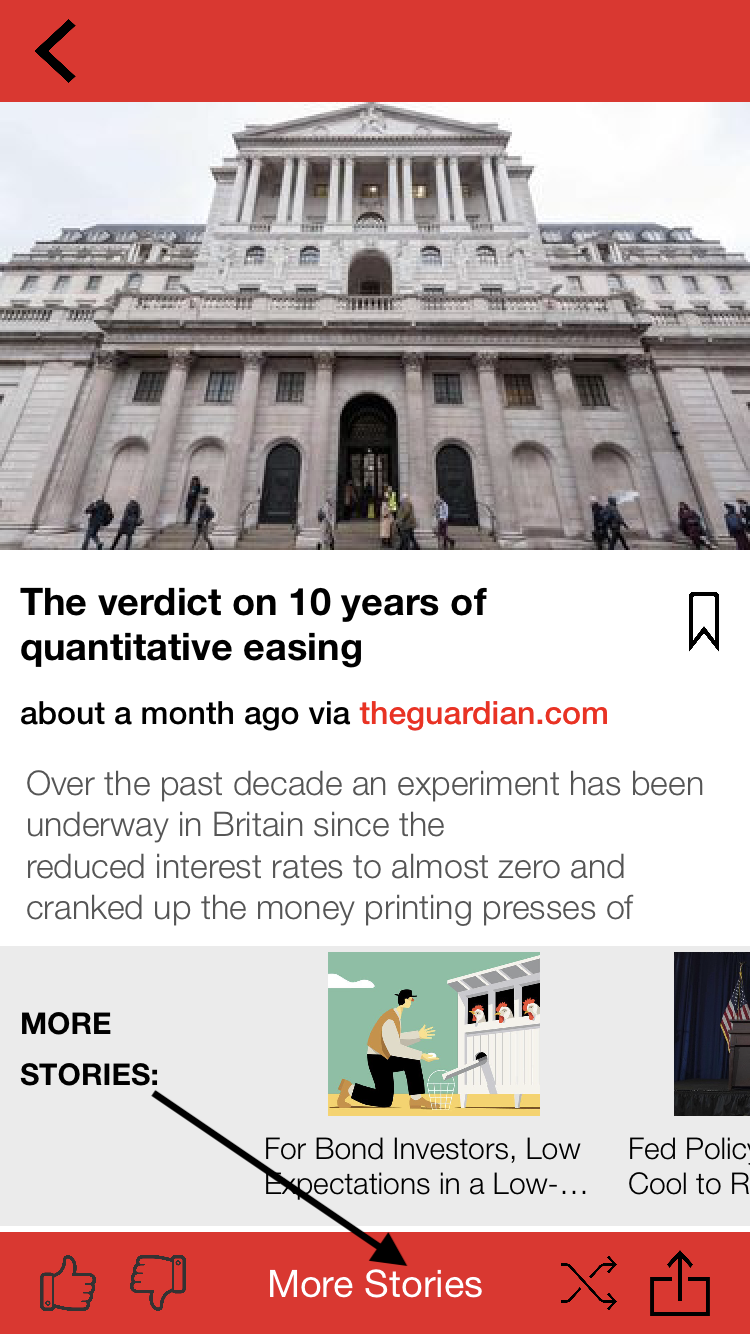 The verdict on 10 years of
quantitative easing
about a month ago via theguardian.com
Over the past decade an experiment has been
underway in Britain since the
reduced interest rates to almost zero and
cranked up the money printing presses of
MORE
STORIES:
For Bond Investors, Low
Expectations in a Low-…
Fed Policy
Cool to R
More Stories